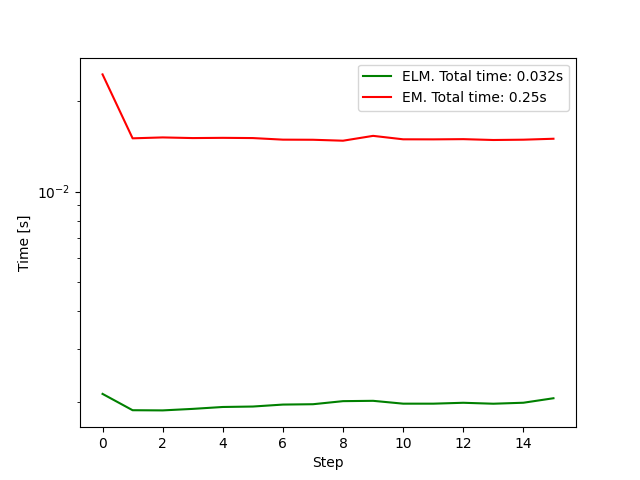 ELM. Total time: 0.032s
EM. Total time: 0.25s
10⁻²
Time [s]
0 2 4 6 8 10 12 14
Step